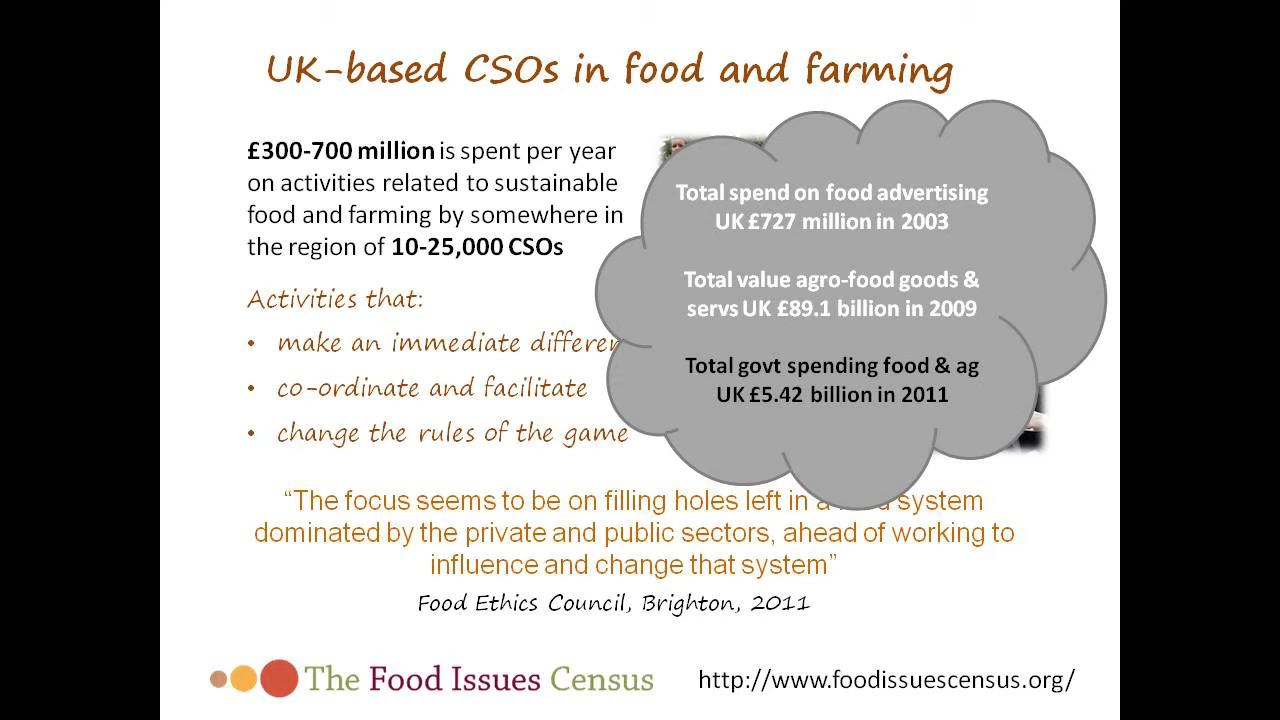 UK-based CSOs in food and farming
£300-700 million is spent per year
on activities related to sustainable
food and farming by somewhere in
the region of 10-25,000 CSOs
Activities that:
• make an immediate differen
• co-ordinate and facilitate
• change the rules of the game
Total spend on food advertising
UK £727 million in 2003
Total value agro-food goods &
servs UK £89.1 billion in 2009
Total govt spending food & ag
UK £5.42 billion in 2011
“The focus seems to be on filling holes left in a system
dominated by the private and public sectors, ahead of working to
influence and change that system”
Food Ethics Council, Brighton, 2011
The Food Issues Census
http://www.foodissuescensus.org/